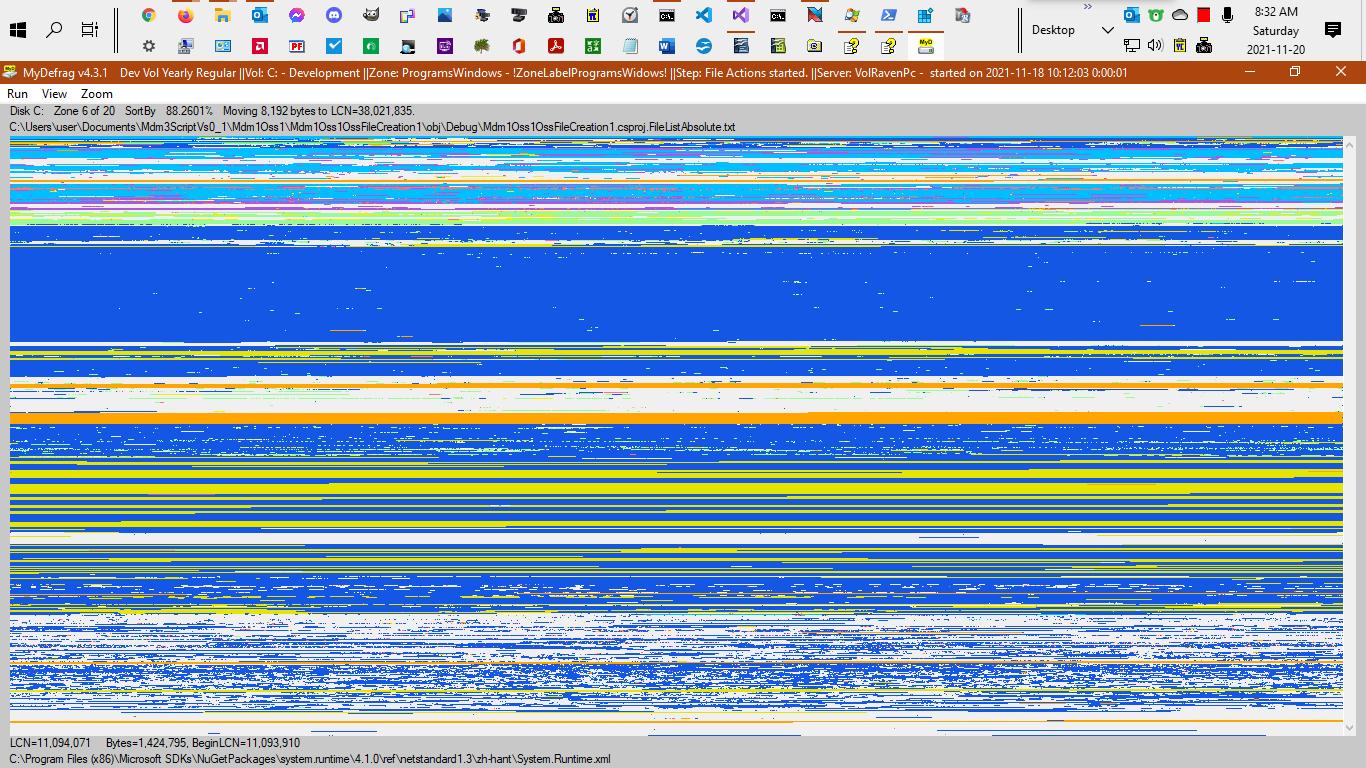 8:32 AM
Saturday
2021-11-20
Desktop
MyDefrag v4.3.1 Dev Vol Yearly Regular ||Vol: C: - Development ||Zone: ProgramsWindows - !ZoneLabelProgramsWidows! ||Step: File Actions started. ||Server: VolRavenPc - started on 2021-11-18 10:12:03 0:00:01
Run View Zoom
Disk C: Zone 6 of 20 SortBy 88.2601% Moving 8,192 bytes to LCN=38,021,835.
C:\Users\user\Documents\Mdm3ScriptVs0_1\Mdm1Oss1\Mdm1Oss1OssFileCreation1\obj\Debug\Mdm1Oss1OssFileCreation1.csproj.FileListAbsolute.txt
LCN=11,094,071 Bytes=1,424,795, BeginLCN=11,093,910
C:\Program Files (x86)\Microsoft SDKs\NuGetPackages\system.runtime\4.1.0\ref\netstandard1.3\zh-hant\System.Runtime.xml